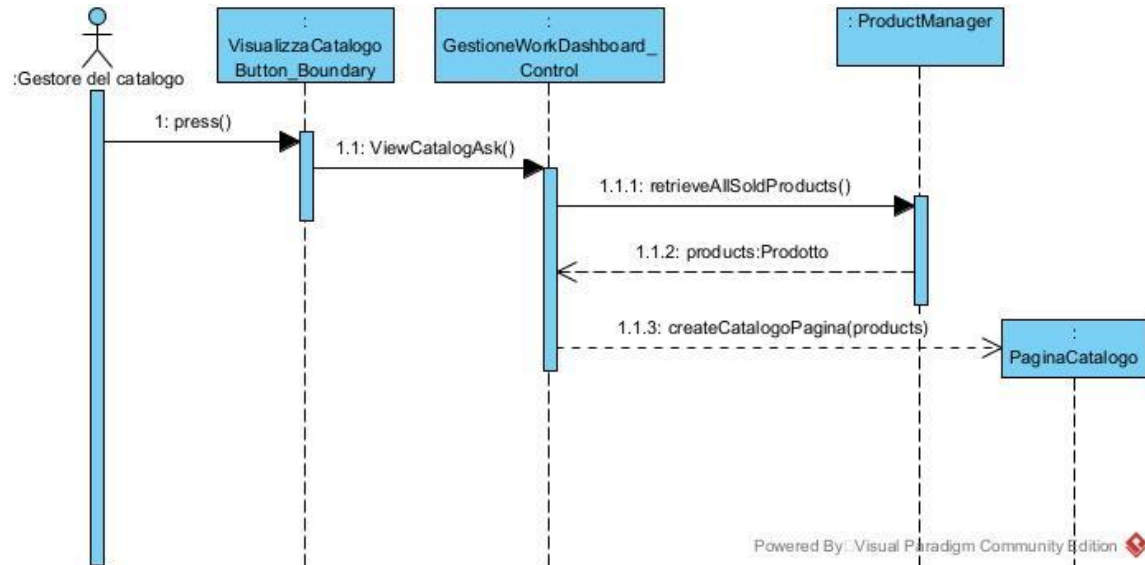 :
VisualizzaCatalogo
Button_Boundary
:
GestioneWorkDashboard_
Control
: ProductManager
:Gestore del catalogo
1: press()
1.1: ViewCatalogAsk()
1.1.1: retrieveAllSoldProducts()
1.1.2: products:Prodotto
1.1.3: createCatalogoPagina(products)
:
PaginaCatalogo
Powered By Visual Paradigm Community Edition